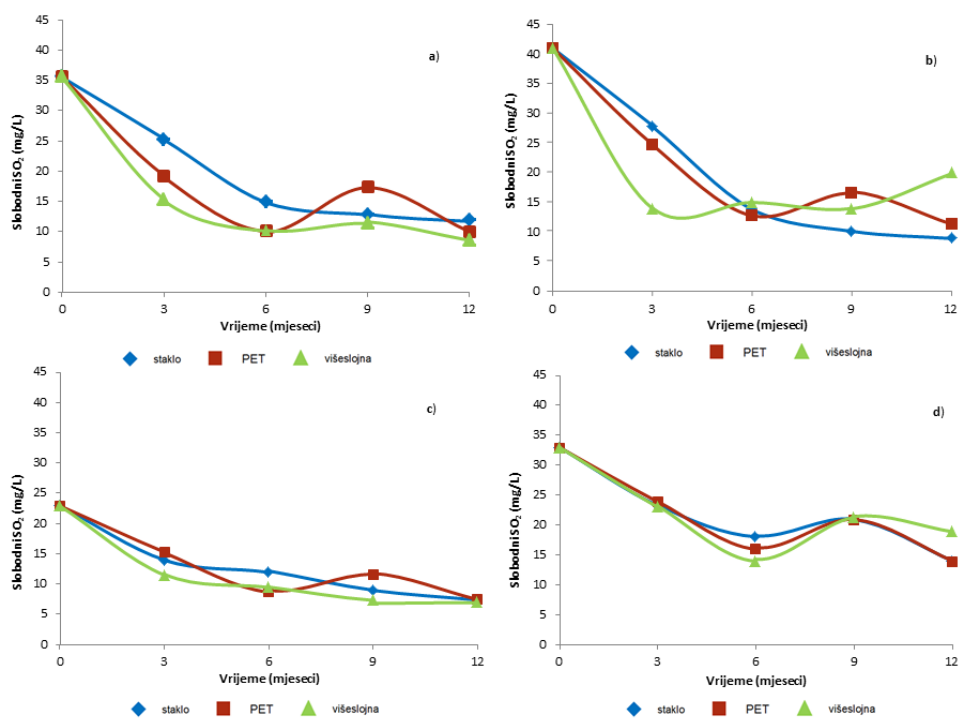 45
40
35
30
25
20
15
10
5
0
Slobodni SO₂ (mg/L)
a)
0 3 6 9 12
Vrijeme (mjeseci)
staklo PET višeslojna
45
40
35
30
25
20
15
10
5
0
Slobodni SO₂ (mg/L)
b)
0 3 6 9 12
Vrijeme (mjeseci)
staklo PET višeslojna
45
40
35
30
25
20
15
10
5
0
Slobodni SO₂ (mg/L)
c)
0 3 6 9 12
Vrijeme (mjeseci)
staklo PET višeslojna
45
40
35
30
25
20
15
10
5
0
Slobodni SO₂ (mg/L)
d)
0 3 6 9 12
Vrijeme (mjeseci)
staklo PET višeslojna